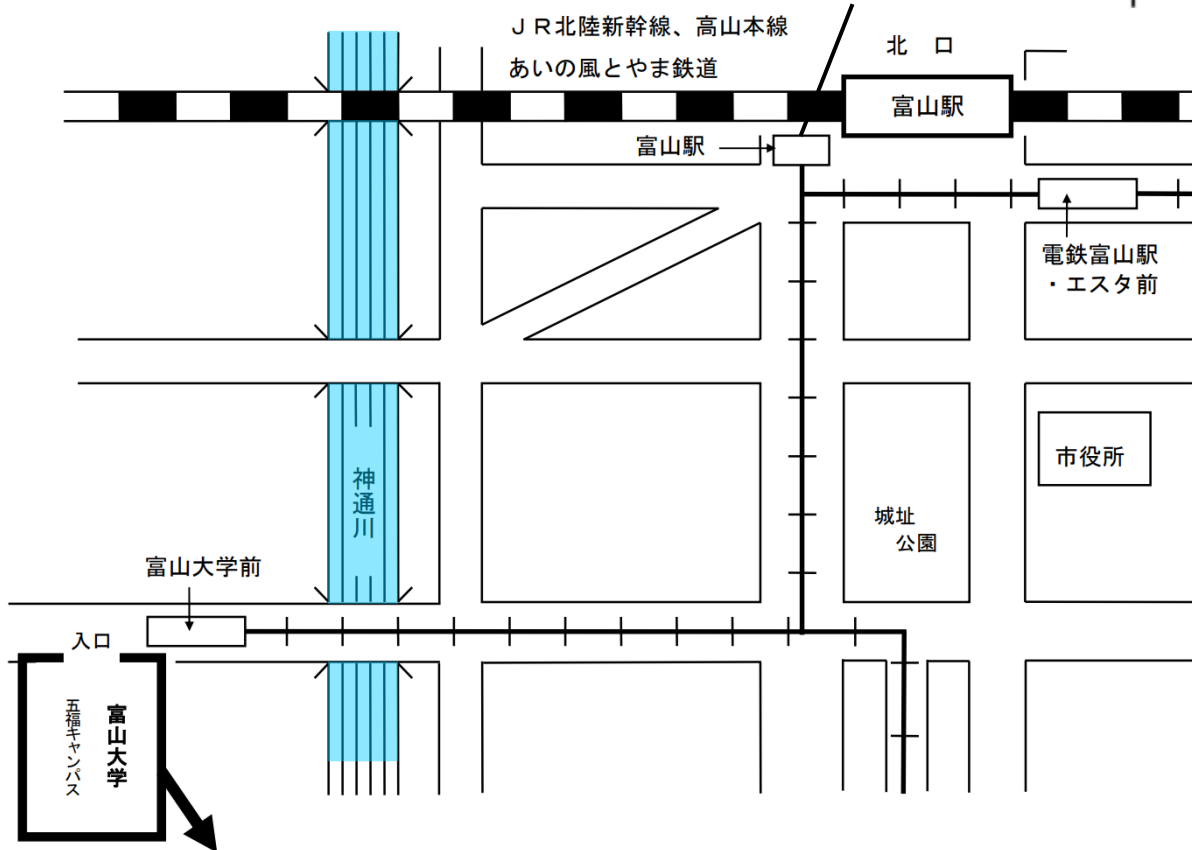 JR北陸新幹線、高山本線
あいの風とやま鉄道
北 口
富山駅
富山駅
電鉄富山駅
・エスタ前
市役所
神通川
城址
公園
富山大学前
入口
富山大学
五福キャンパス